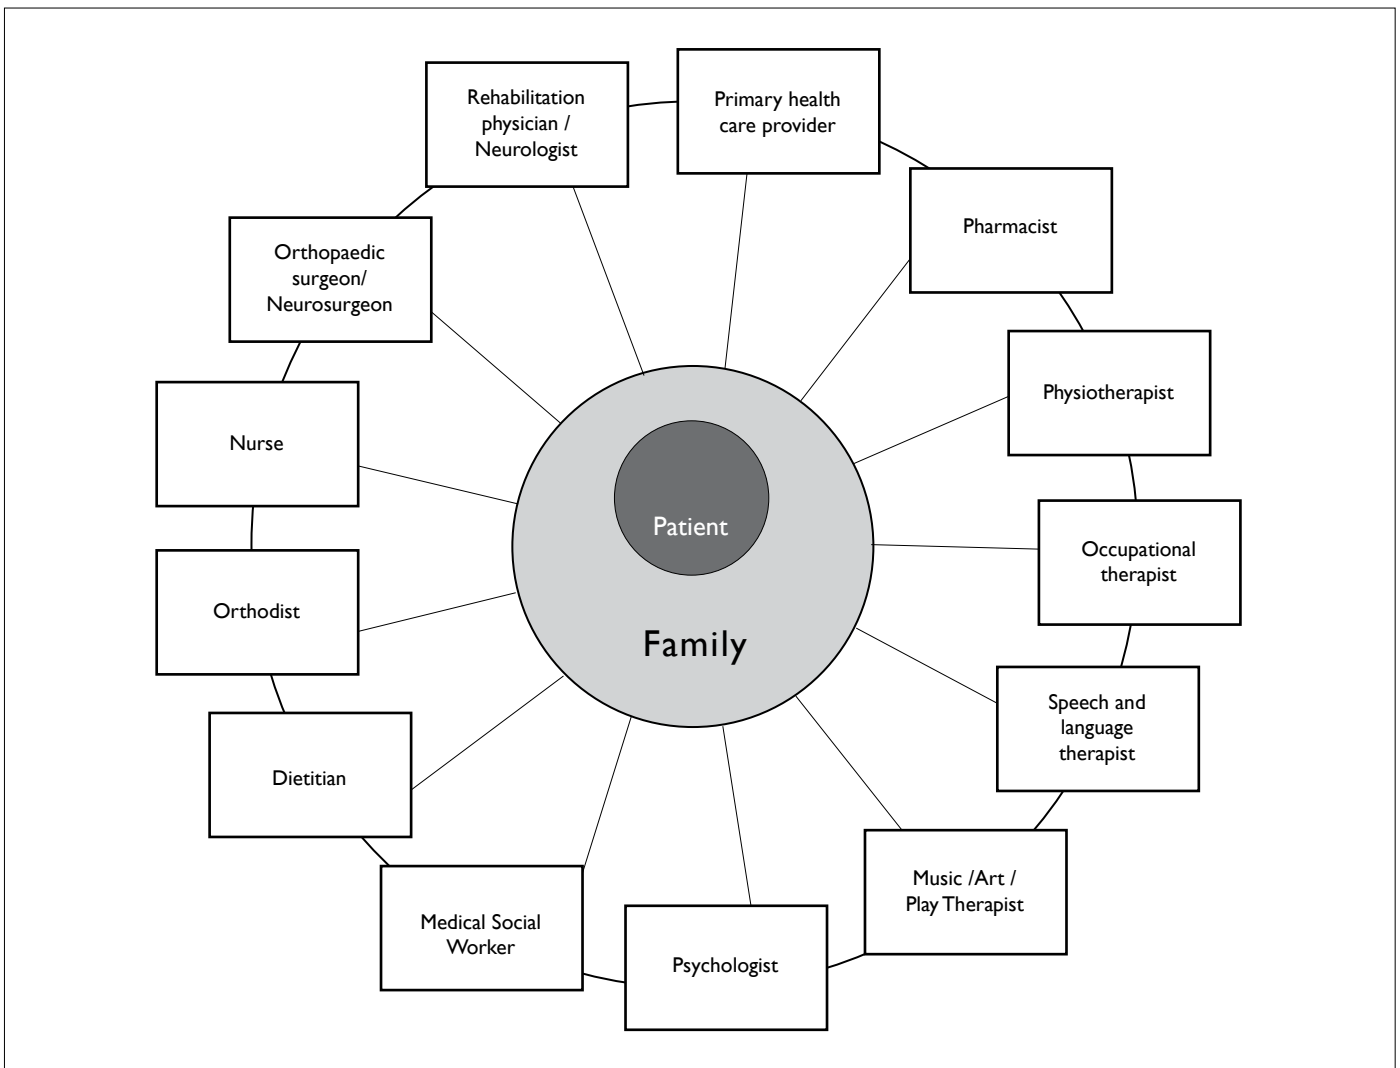 Rehabilitation
physician /
Neurologist
Primary health
care provider
Pharmacist
Orthopaedic
surgeon/
Neurosurgeon
Physiotherapist
Nurse
Patient
Occupational
therapist
Orthodist
Family
Speech and
language
therapist
Dietitian
Music /Art /
Play Therapist
Medical Social
Worker
Psychologist